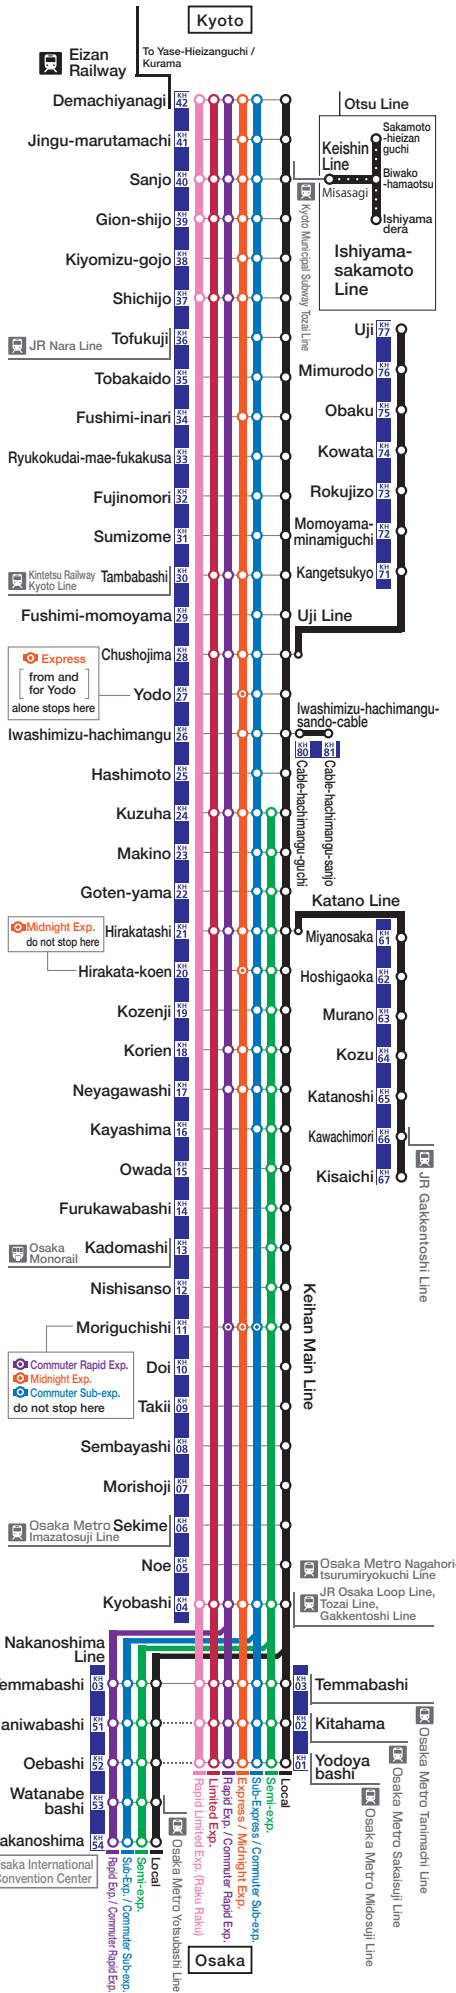 Kyoto
Eizan
Railway
To Yase-Hieizanguchi /
Kurama
Demachiyanagi KH 42
Jingu-marutamachi KH 41
Sanjo KH 40
Gion-shijo KH 39
Kiyomizu-gojo KH 38
Shichijo KH 37
JR Nara Line
Tofukuji KH 36
Tobakaido KH 35
Fushimi-inari KH 34
Ryukokudai-mae-fukakusa KH 33
Fujinomori KH 32
Sumizome KH 31
Kintetsu Railway
Kyoto Line
Tambabashi KH 30
Fushimi-momoyama KH 29
Chushojima KH 28
Express
from and
for Yodo
alone stops here
Yodo KH 27
Iwashimizu-hachimangu KH 26
Hashimoto KH 25
Kuzuha KH 24
Makino KH 23
Goten-yama KH 22
Hirakatashi KH 21
Midnight Exp.
do not stop here
Hirakata-koen KH 20
Kozenji KH 19
Korien KH 18
Neyagawashi KH 17
Kayashima KH 16
Owada KH 15
Furukawabashi KH 14
Osaka
Monorail
Kadomashi KH 13
Nishisanso KH 12
Moriguchishi KH 11
Commuter Rapid Exp.
Midnight Exp.
Commuter Sub-exp.
do not stop here
Doi KH 10
Takii KH 09
Sembayashi KH 08
Morishoji KH 07
Osaka Metro
Imazatosuji Line
Sekime KH 06
Noe KH 05
Kyobashi KH 04
Otsu Line
Keishin
Line
Misasagi
Sakamoto
-hieizan
guchi
Biwako
-hamaotsu
Ishiyama
dera
Ishiyama-
sakamoto
Line
Kyoto Municipal Subway Tozai Line
Uji KH 77
Mimurodo KH 76
Obaku KH 75
Kowata KH 74
Rokujizo KH 73
Momoyama-
minamiguchi KH 72
Kangetsukyo KH 71
Uji Line
Iwashimizu-hachimangu-
sando-cable
KH 80 KH 81
Cable-hachimangu-guchi
Cable-hachimangu-sanjo
Katano Line
Miyanosaka KH 61
Hoshigaoka KH 62
Murano KH 63
Kozu KH 64
Katanoshi KH 65
Kawachimori KH 66
Kisaichi KH 67
JR Gakkentoshi Line
Keihan Main Line
Osaka Metro Nagahori-
tsurumiryokuchi Line
JR Osaka Loop Line,
Tozai Line,
Gakkentoshi Line
Nakanoshima
Line
Temmabashi KH 03
aniwabashi KH 51
Oebashi KH 52
Watanabe
bashi KH 53
akanoshima KH 54
saka International
Convention Center
Rapid Exp. / Commuter Rapid Exp.
Sub-Exp. / Commuter Sub-exp.
Semi-exp.
Local
Osaka Metro Yotsubashi Line
Rapid Limited Exp. (Raku Raku)
Limited Exp.
Rapid Exp. /Commuter Rapid Exp.
Express / Midnight Exp.
Sub-Express / Commuter Sub-exp.
Semi-exp.
Local
KH 03 Temmabashi
KH 02 Kitahama
KH 01 Yodoya
bashi
Osaka Metro Tanimachi Line
Osaka Metro Sakaisuji Line
Osaka Metro Midosuji Line
Osaka